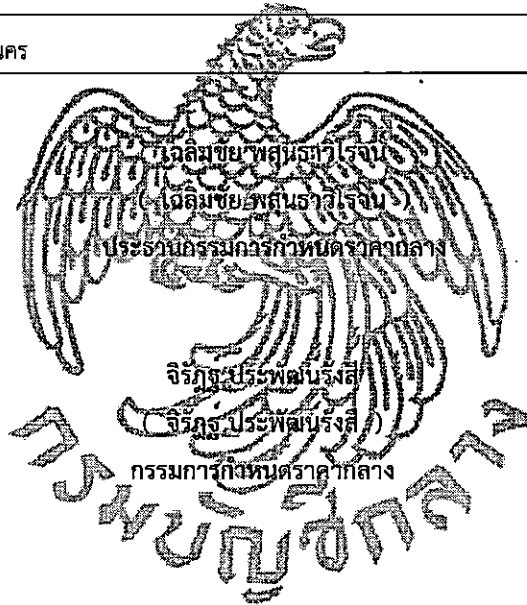 นคร
เฉลิมชัย พสุนธาวิโรจน์
( เฉลิมชัย พสุนธาวิโรจน์ )
ประธานกรรมการกำหนดราคากลาง
จิรัฏฐ์ ประพัฒน์รังสี
( จิรัฏฐ์ ประพัฒน์รังสี )
กรรมการกำหนดราคากลาง
กรมบัญชีกลาง